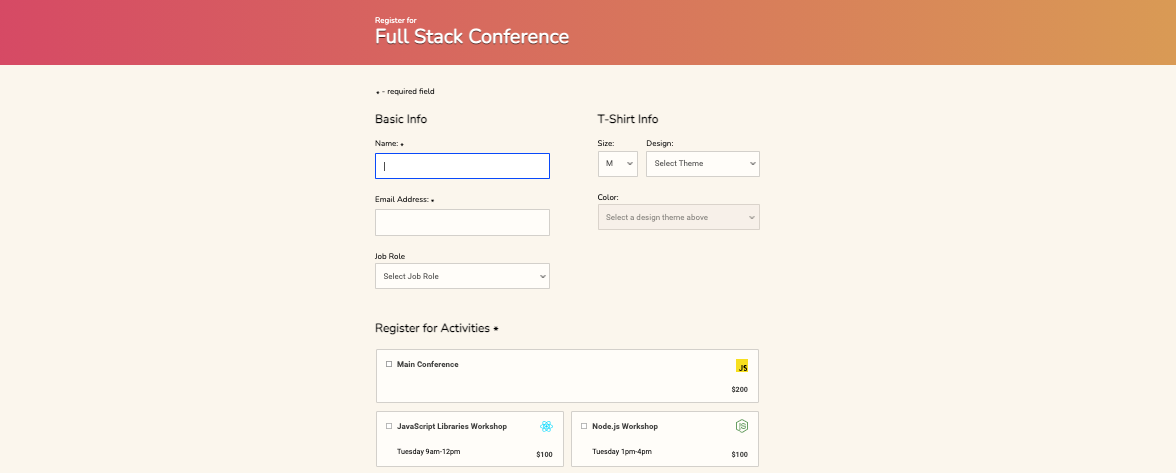 Register for
Full Stack Conference
* - required field
Basic Info
Name: *
Email Address: *
Job Role
Select Job Role
T-Shirt Info
Size:
Design:
M
Select Theme
Color:
Select a design theme above
Register for Activities *
Main Conference
JS
$200
JavaScript Libraries Workshop
Tuesday 9am-12pm
$100
Node.js Workshop
JS
Tuesday 1pm-4pm
$100